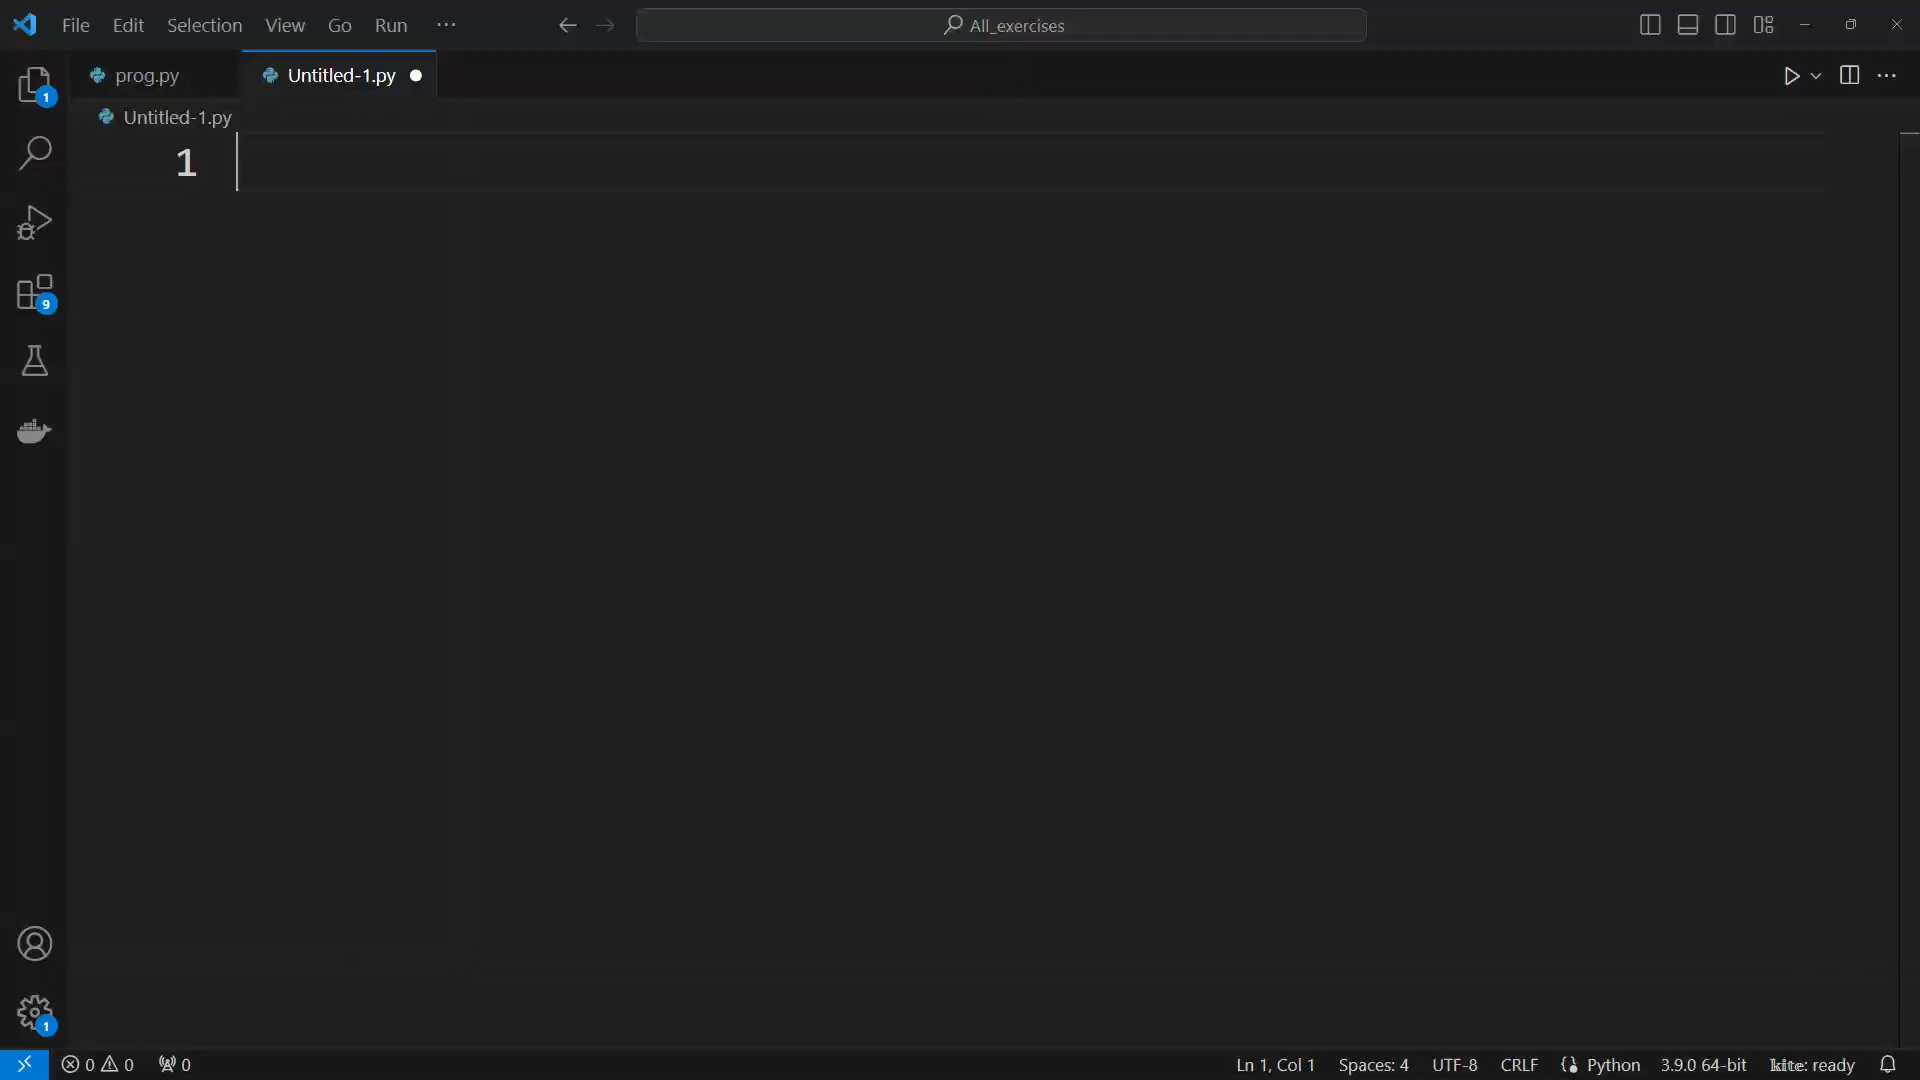 File Edit Selection View Go Run ···
All_exercises
prog.py
Untitled-1.py
1
Untitled-1.py
1
9
1
0 0 0
Ln 1, Col 1 Spaces: 4 UTF-8 CRLF Python 3.9.0 64-bit kite: ready